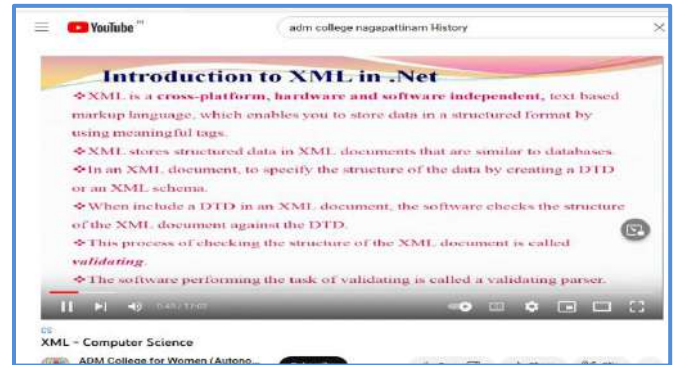 YouTube IN
adm college nagapattinam History
Introduction to XML in .Net
❖XML is a cross-platform, hardware and software independent, text based
markup language, which enables you to store data in a structured format by
using meaningful tags.
❖XML stores structured data in XML documents that are similar to databases.
❖In an XML document, to specify the structure of the data by creating a DTD
or an XML schema.
❖When include a DTD in an XML document, the software checks the structure
of the XML document against the DTD.
❖This process of checking the structure of the XML document is called
validating.
❖The software performing the task of validating is called a validating parser.
XML - Computer Science
ADM College for Women (Autono...